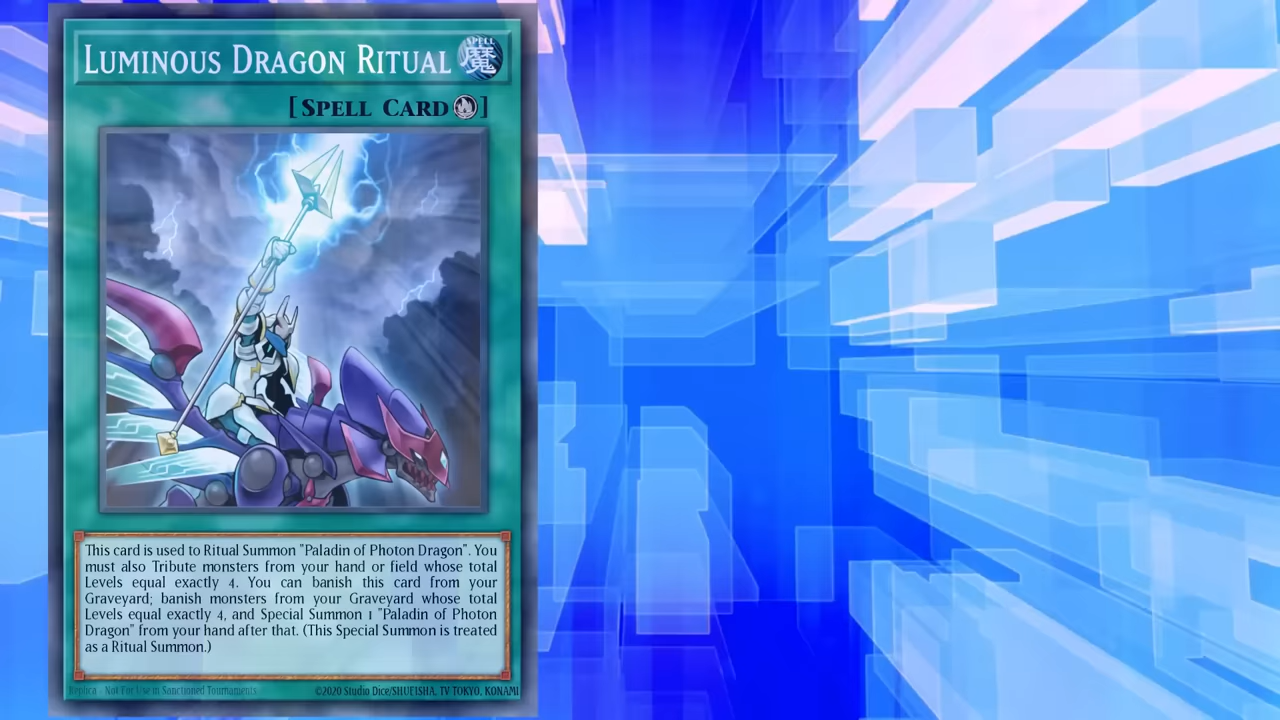 LUMINOUS DRAGON RITUAL
SPELL
魔
[SPELL CARD]
This card is used to Ritual Summon "Paladin of Photon Dragon". You
must also Tribute monsters from your hand or field whose total
Levels equal exactly 4. You can banish this card from your
Graveyard; banish monsters from your Graveyard whose total
Levels equal exactly 4, and Special Summon 1 "Paladin of Photon
Dragon" from your hand after that. (This Special Summon is treated
as a Ritual Summon.)
Replica - Not For Use in Sanctioned Tournaments
©2020 Studio Dice/SHUEISHA, TV TOKYO, KONAMI